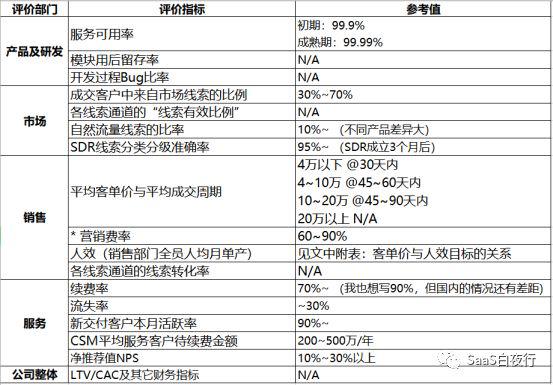 评价部门 评价指标 参考值
产品及研发 服务可用率 初期：99.9%
成熟期：99.99%
模块用后留存率 N/A
开发过程Bug比率 N/A
市场 成交客户中来自市场线索的比例 30%~70%
各线索通道的“线索有效比例” N/A
自然流量线索的比率 10%~ （不同产品差异大）
SDR线索分类分级准确率 95%~ （SDR成立3个月后）
销售 平均客单价与平均成交周期 4万以下 @30天内
4~10万 @45~60天内
10~20万 @45~90天内
20万以上 N/A
* 营销费率 60~90%
人效（销售部门全员人均月单产） 见文中附表：客单价与人效目标的关系
各线索通道的线索转化率 N/A
服务 续费率 70%~ （我也想写90%，但国内的情况还有差距）
流失率 ~30%
新交付客户本月活跃率 90%~
CSM平均服务客户待续费金额 200~500万/年
净推荐值NPS 10%~30%以上
公司整体 LTV/CAC及其它财务指标 N/A
SaaS白夜行